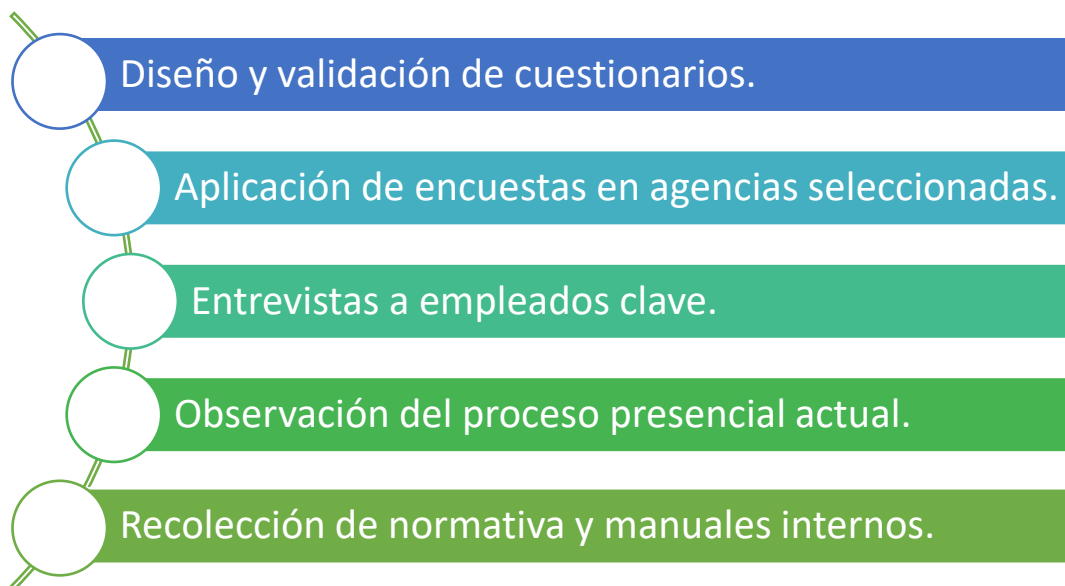 Diseño y validación de cuestionarios.
Aplicación de encuestas en agencias seleccionadas.
Entrevistas a empleados clave.
Observación del proceso presencial actual.
Recolección de normativa y manuales internos.